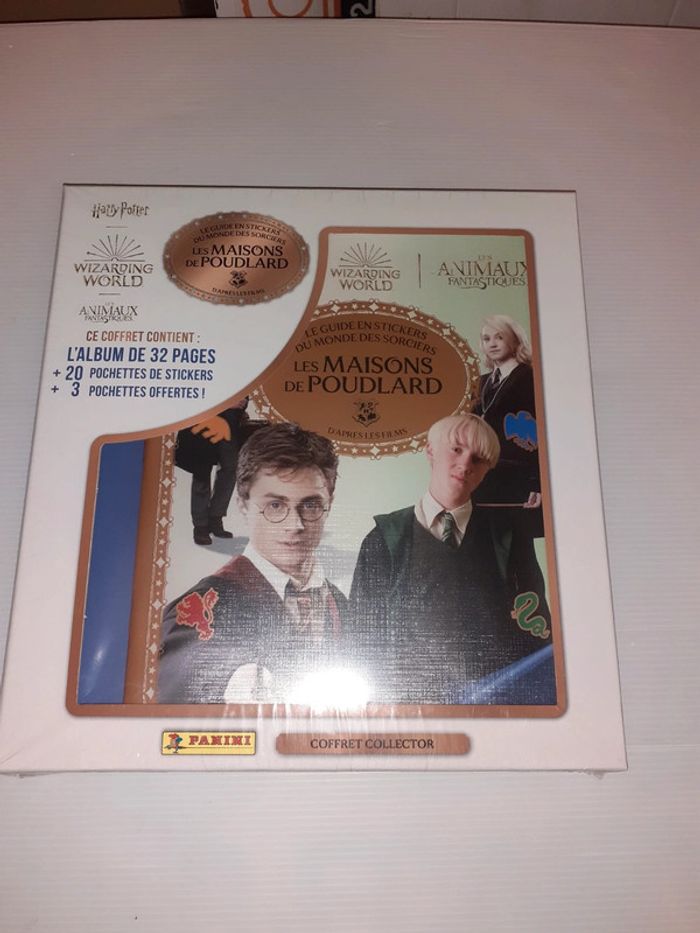 Harry Potter
WIZARDING
WORLD
LES
ANIMAUX
FANTASTIQUES
LE GUIDE EN STICKERS
DU MONDE DES SORCIERS
LES MAISONS
DE POUDLARD
D'APRÈS LES FILMS
CE COFFRET CONTIENT :
L'ALBUM DE 32 PAGES
+ 20 POCHETTES DE STICKERS
+ 3 POCHETTES OFFERTES !
WIZARDING
WORLD
LES
ANIMAUX
FANTASTIQUES
LE GUIDE EN STICKERS
DU MONDE DES SORCIERS
LES MAISONS
DE POUDLARD
D'APRÈS LES FILMS
PANINI
COFFRET COLLECTOR